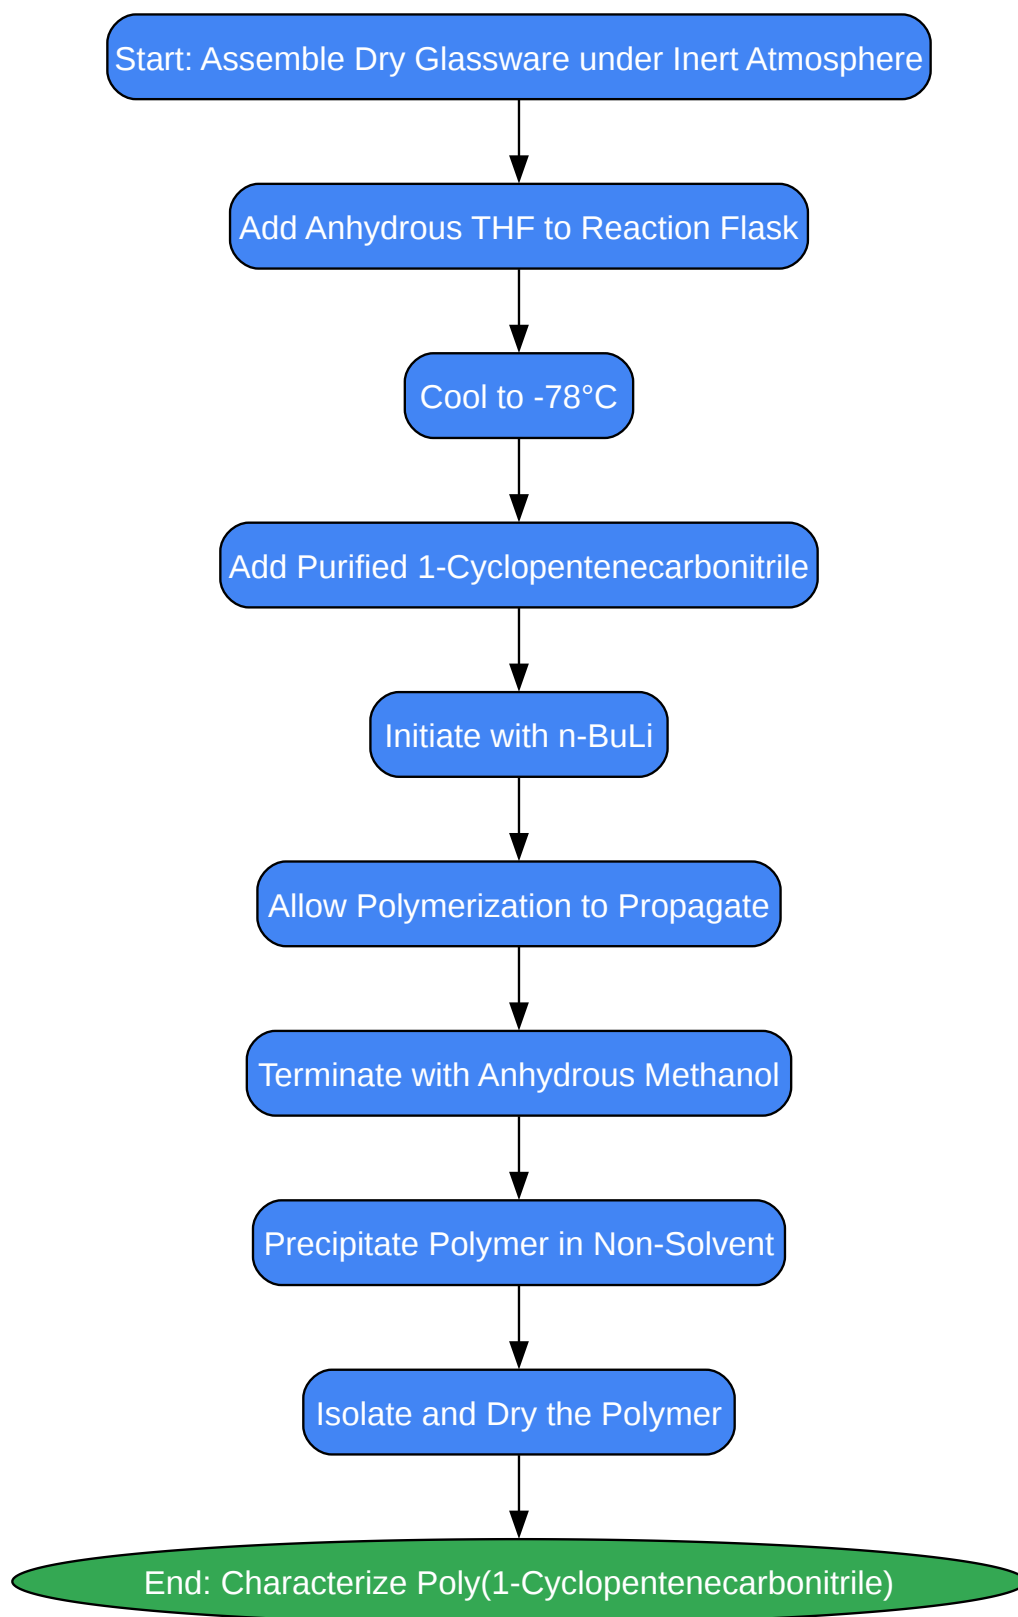 Start: Assemble Dry Glassware under Inert Atmosphere
Add Anhydrous THF to Reaction Flask
Cool to -78°C
Add Purified 1-Cyclopentenecarbonitrile
Initiate with n-BuLi
Allow Polymerization to Propagate
Terminate with Anhydrous Methanol
Precipitate Polymer in Non-Solvent
Isolate and Dry the Polymer
End: Characterize Poly(1-Cyclopentenecarbonitrile)